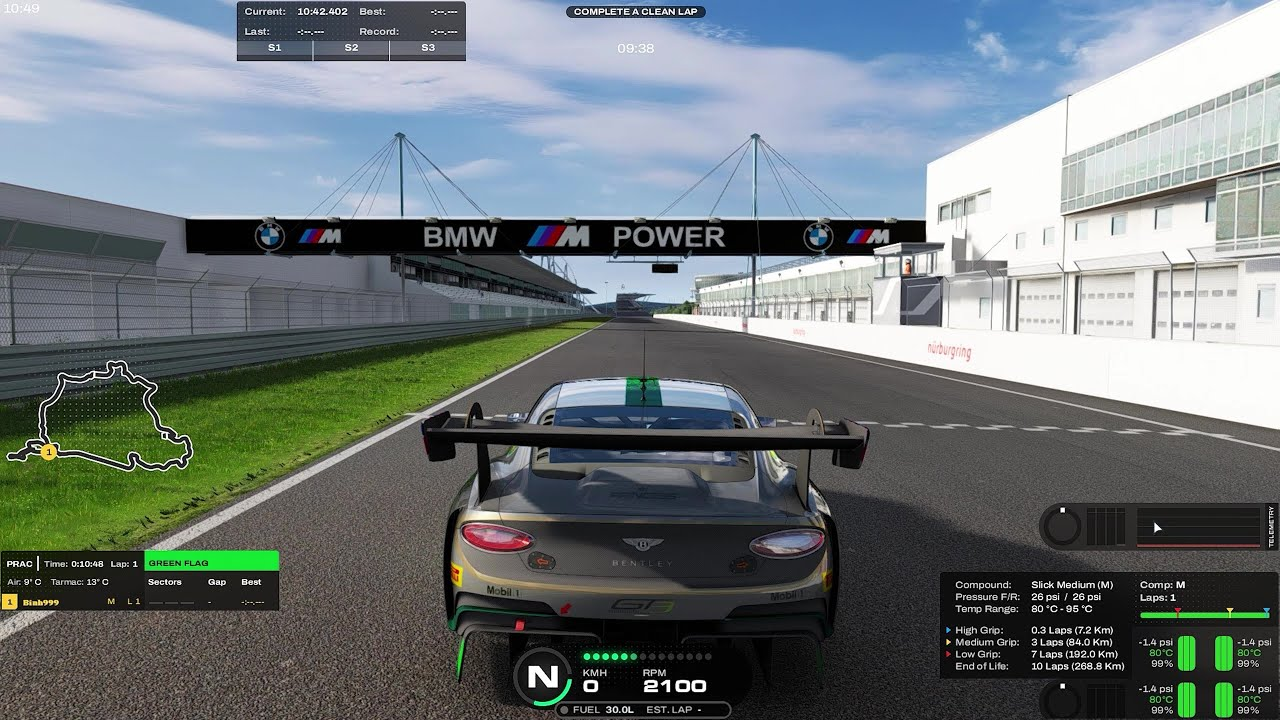 10:49
Current: 10:42.402 Best: -:--.---
Last: -:--.--- Record: -:--.---
S1 S2 S3
COMPLETE A CLEAN LAP
09:38
BMW M POWER
M
M
nürburgring
1
TELEMETRY
PRAC Time: 0:10:48 Lap: 1 GREEN FLAG
Air: 9° C Tarmac: 13° C Sectors Gap Best
1 Binh999 M L 1 --- --- --- - -:--.---
BENTLEY
Mobil 1
Mobil 1
GT3
N
KMH
0
RPM
2100
FUEL 30.0L EST. LAP -
Compound: Slick Medium (M)
Pressure F/R: 26 psi / 26 psi
Temp Range: 80 °C - 95 °C
High Grip: 0.3 Laps (7.2 Km)
Medium Grip: 3 Laps (84.0 Km)
Low Grip: 7 Laps (192.0 Km)
End of Life: 10 Laps (268.8 Km)
Comp: M
Laps: 1
-1.4 psi -1.4 psi
80°C 80°C
99% 99%
-1.4 psi -1.4 psi
80°C 80°C
99% 99%